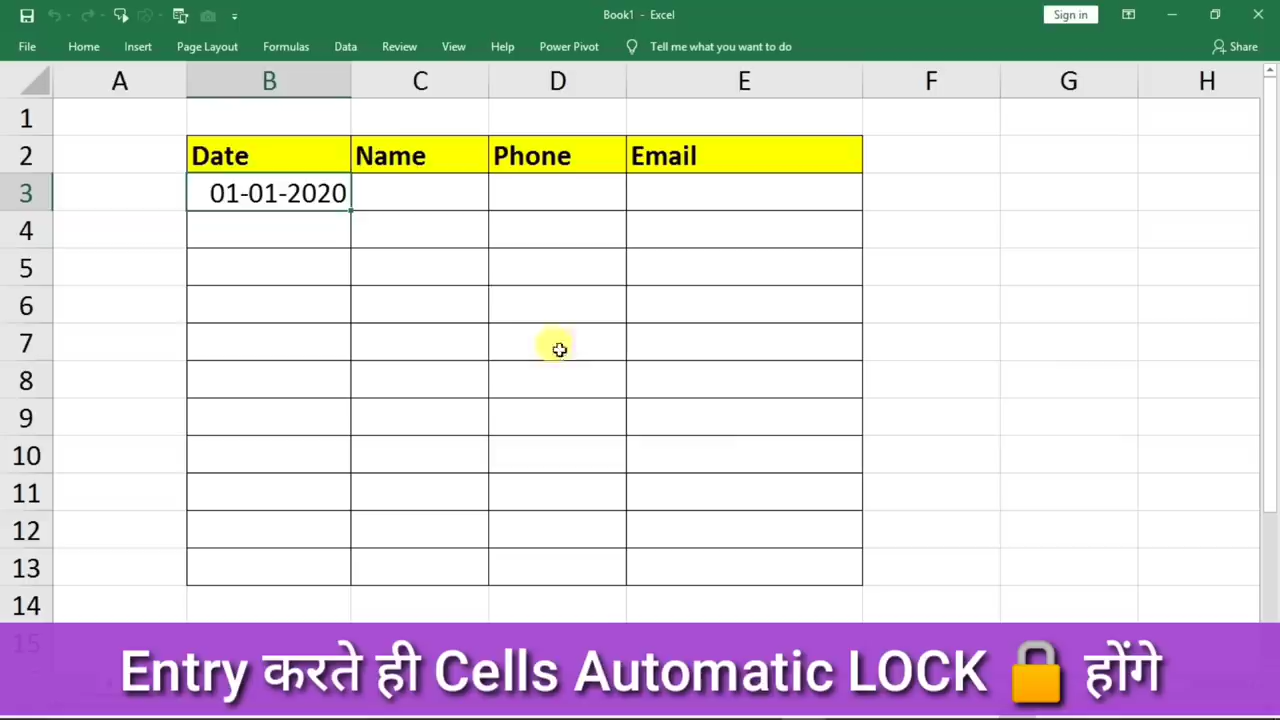 Book1 - Excel
Sign in
File Home Insert Page Layout Formulas Data Review View Help Power Pivot Tell me what you want to do Share
A B C D E F G H
1
2 Date Name Phone Email
3 01-01-2020
4
5
6
7
8
9
10
11
12
13
14
15
Entry करते ही Cells Automatic LOCK 🔒 होंगे